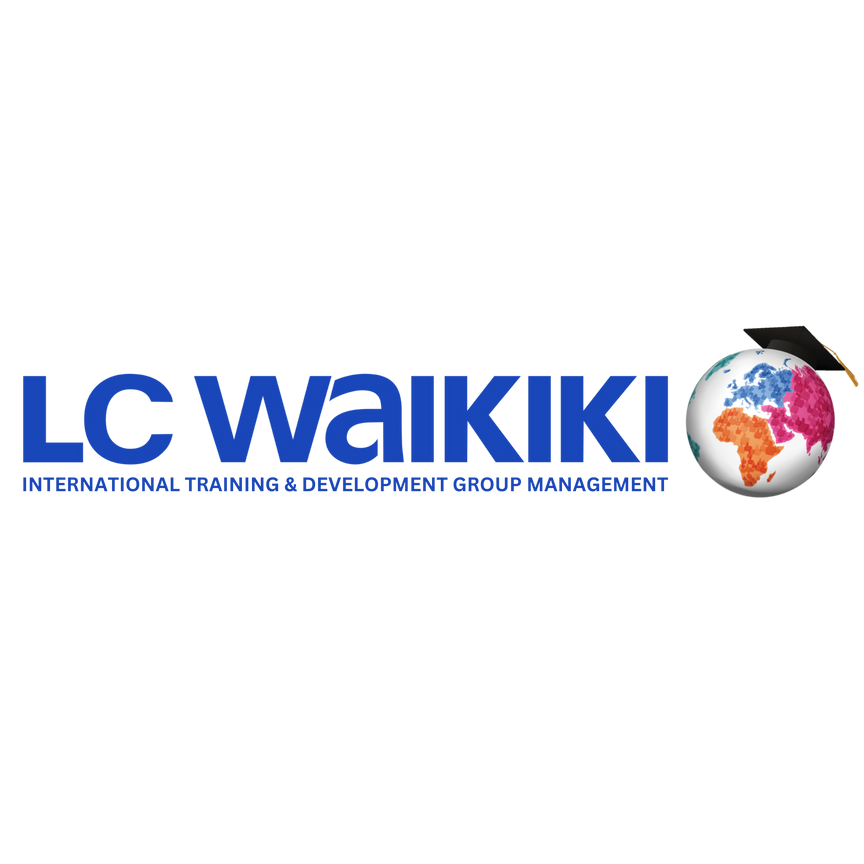 LC WaIKIKI
INTERNATIONAL TRAINING & DEVELOPMENT GROUP MANAGEMENT